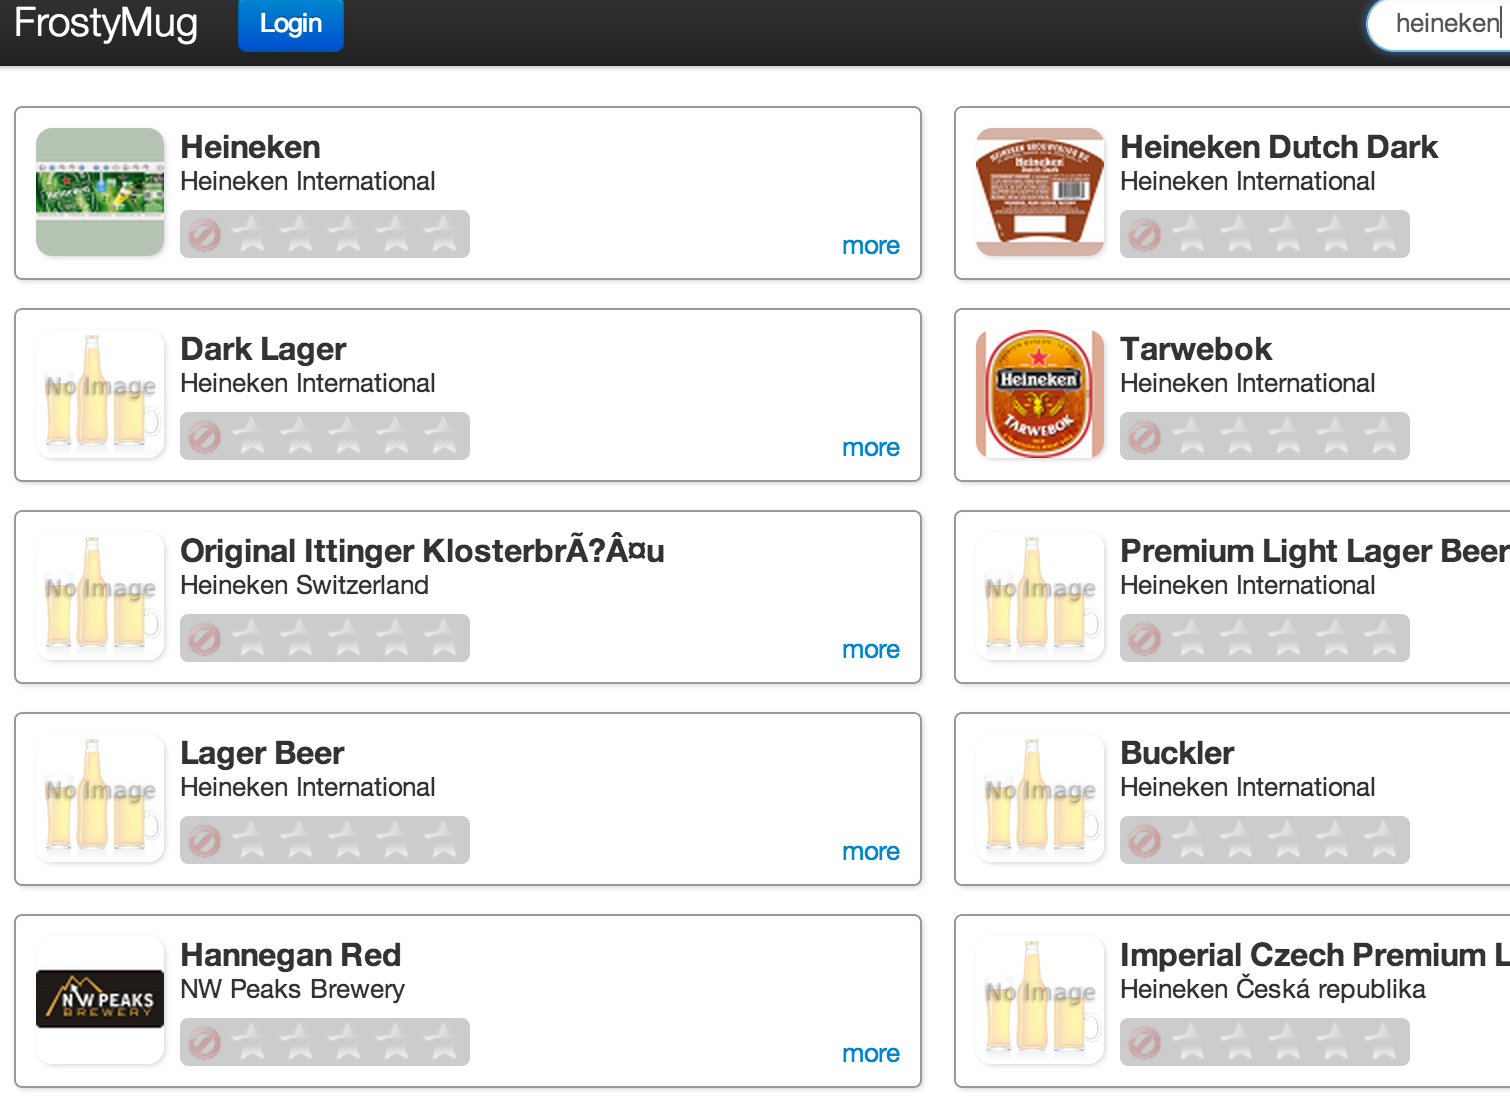 FrostyMug Login heineken
Heineken
Heineken International
more
Heineken Dutch Dark
Heineken International
Heineken
Dutch Dark
No Image
Dark Lager
Heineken International
more
Tarwebok
Heineken International
Heineken
TARWEBOK
No Image
Original Ittinger KlosterbrÃ?Â¤u
Heineken Switzerland
more
No Image
Premium Light Lager Beer
Heineken International
No Image
Lager Beer
Heineken International
more
No Image
Buckler
Heineken International
NW PEAKS
BREWERY
Hannegan Red
NW Peaks Brewery
more
No Image
Imperial Czech Premium L
Heineken Česká republika